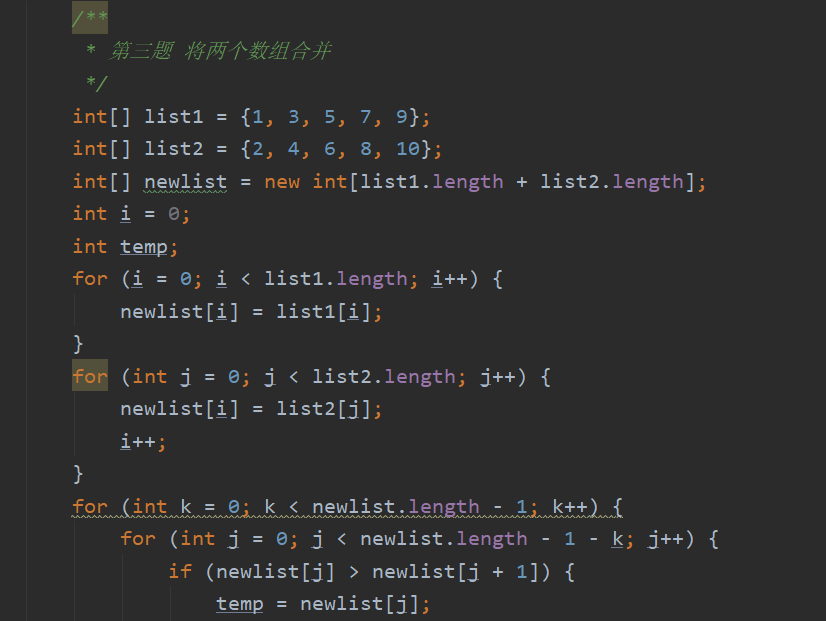 /**
 * 第三题 将两个数组合并
 */
int[] list1 = {1, 3, 5, 7, 9};
int[] list2 = {2, 4, 6, 8, 10};
int[] newlist = new int[list1.length + list2.length];
int i = 0;
int temp;
for (i = 0; i < list1.length; i++) {
    newlist[i] = list1[i];
}
for (int j = 0; j < list2.length; j++) {
    newlist[i] = list2[j];
    i++;
}
for (int k = 0; k < newlist.length - 1; k++) {
    for (int j = 0; j < newlist.length - 1 - k; j++) {
        if (newlist[j] > newlist[j + 1]) {
            temp = newlist[j];